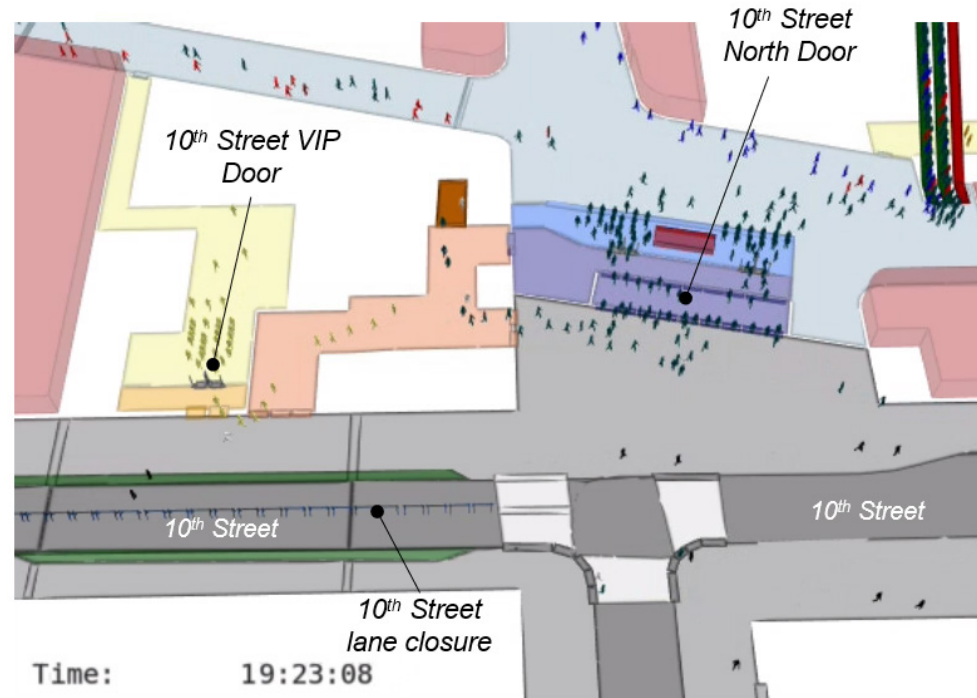 10th Street
North Door
10th Street VIP
Door
10th Street
10th Street
10th Street
lane closure
Time: 19:23:08